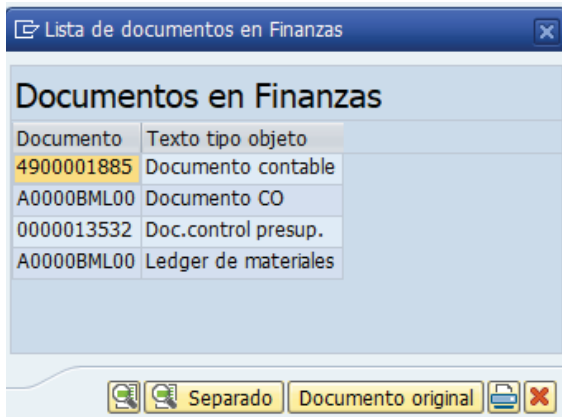 Lista de documentos en Finanzas
Documentos en Finanzas
Documento Texto tipo objeto
4900001885 Documento contable
A0000BML00 Documento CO
0000013532 Doc.control presup.
A0000BML00 Ledger de materiales
Separado Documento original